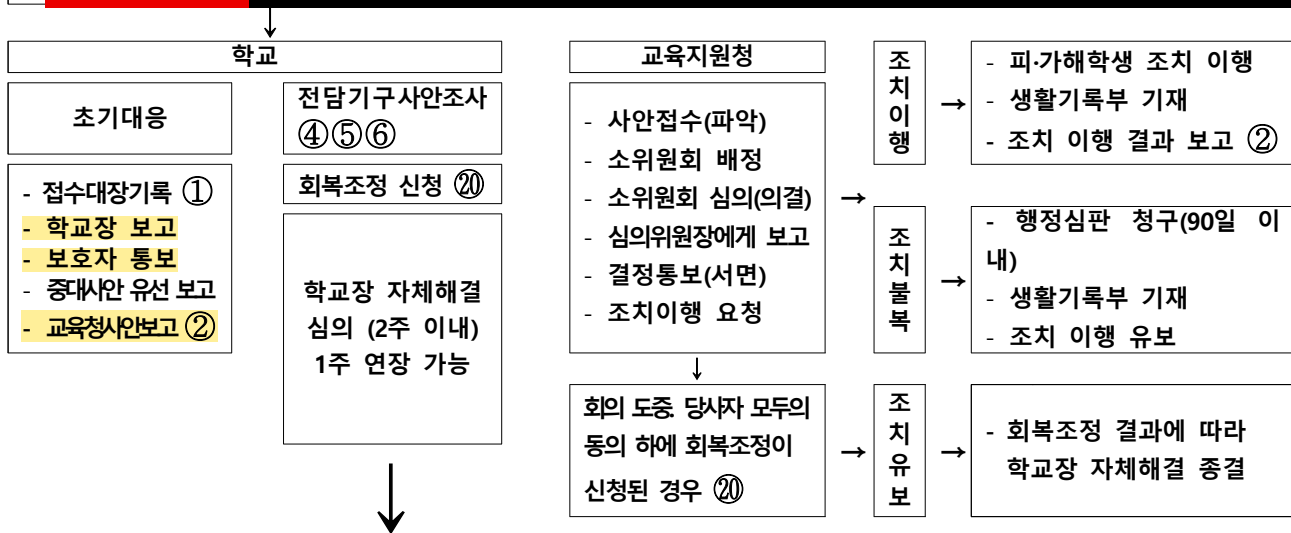 학교
초기대응
- 접수대장기록 ①
- 학교장 보고
- 보호자 통보
- 중대사안 유선 보고
- 교육청사안보고 ②
전담기구사안조사
④⑤⑥
회복조정 신청 ⑳
학교장 자체해결
심의 (2주 이내)
1주 연장 가능
교육지원청
- 사안접수(파악)
- 소위원회 배정
- 소위원회 심의(의결)
- 심의위원장에게 보고
- 결정통보(서면)
- 조치이행 요청
회의 도중. 당사자 모두의
동의 하에 회복조정이
신청된 경우 ⑳
조
치
이
행
- 피·가해학생 조치 이행
- 생활기록부 기재
- 조치 이행 결과 보고 ②
조
치
불
복
- 행정심판 청구(90일 이
내)
- 생활기록부 기재
- 조치 이행 유보
조
치
유
보
- 회복조정 결과에 따라
학교장 자체해결 종결